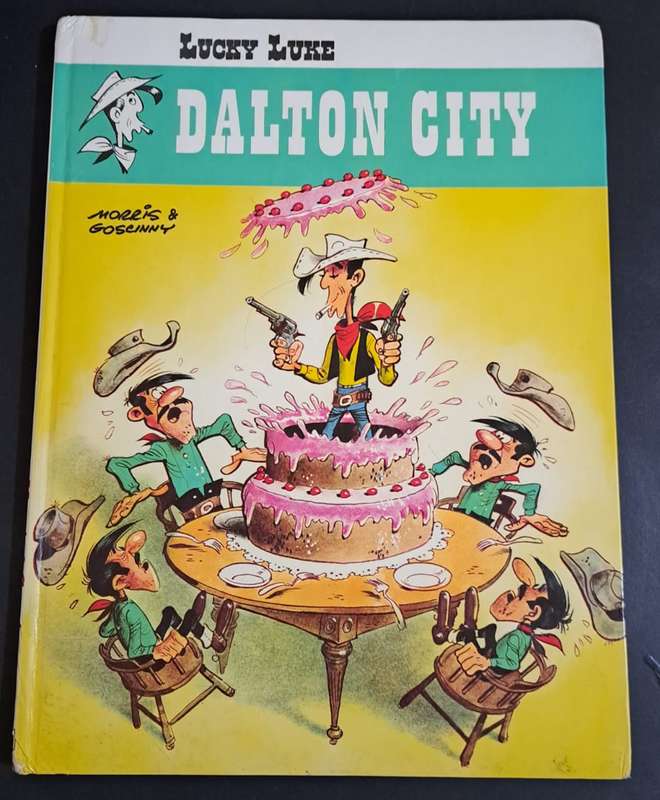 LUCKY LUKE
DALTON CITY
MORRIS &
GOSCINNY